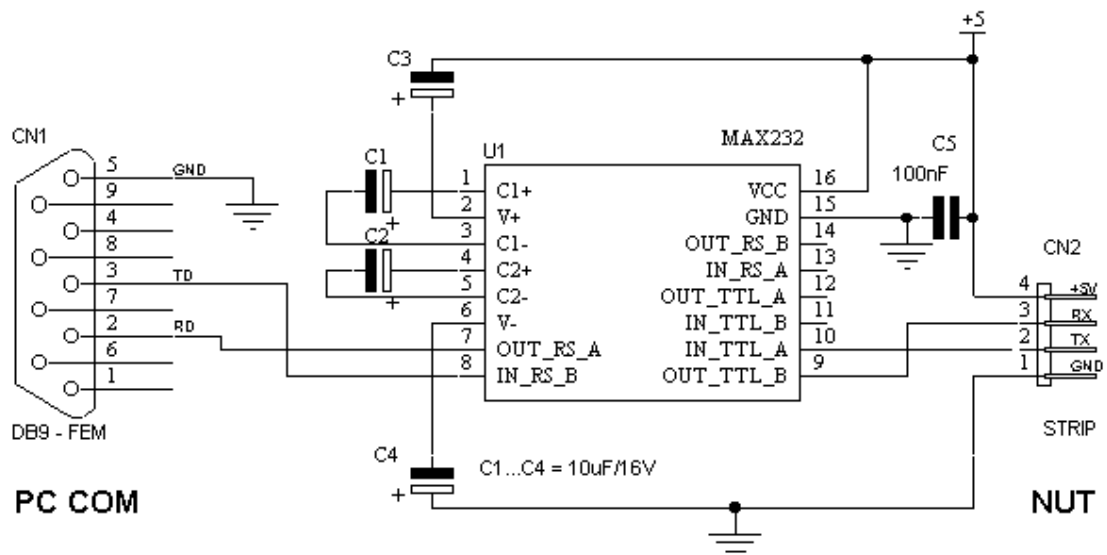 +5
C3
+
CN1
5
9
4
8
3
7
2
6
1
GND
TD
RD
DB9 - FEM
PC COM
C1
+
C2
+
U1
MAX232
1 C1+
2 V+
3 C1-
4 C2+
5 C2-
6 V-
7 OUT_RS_A
8 IN_RS_B
VCC 16
GND 15
OUT_RS_B 14
IN_RS_A 13
OUT_TTL_A 12
IN_TTL_B 11
IN_TTL_A 10
OUT_TTL_B 9
C5
100nF
CN2
4 +5V
3 RX
2 TX
1 GND
STRIP
C4
+
C1...C4 = 10uF/16V
NUT